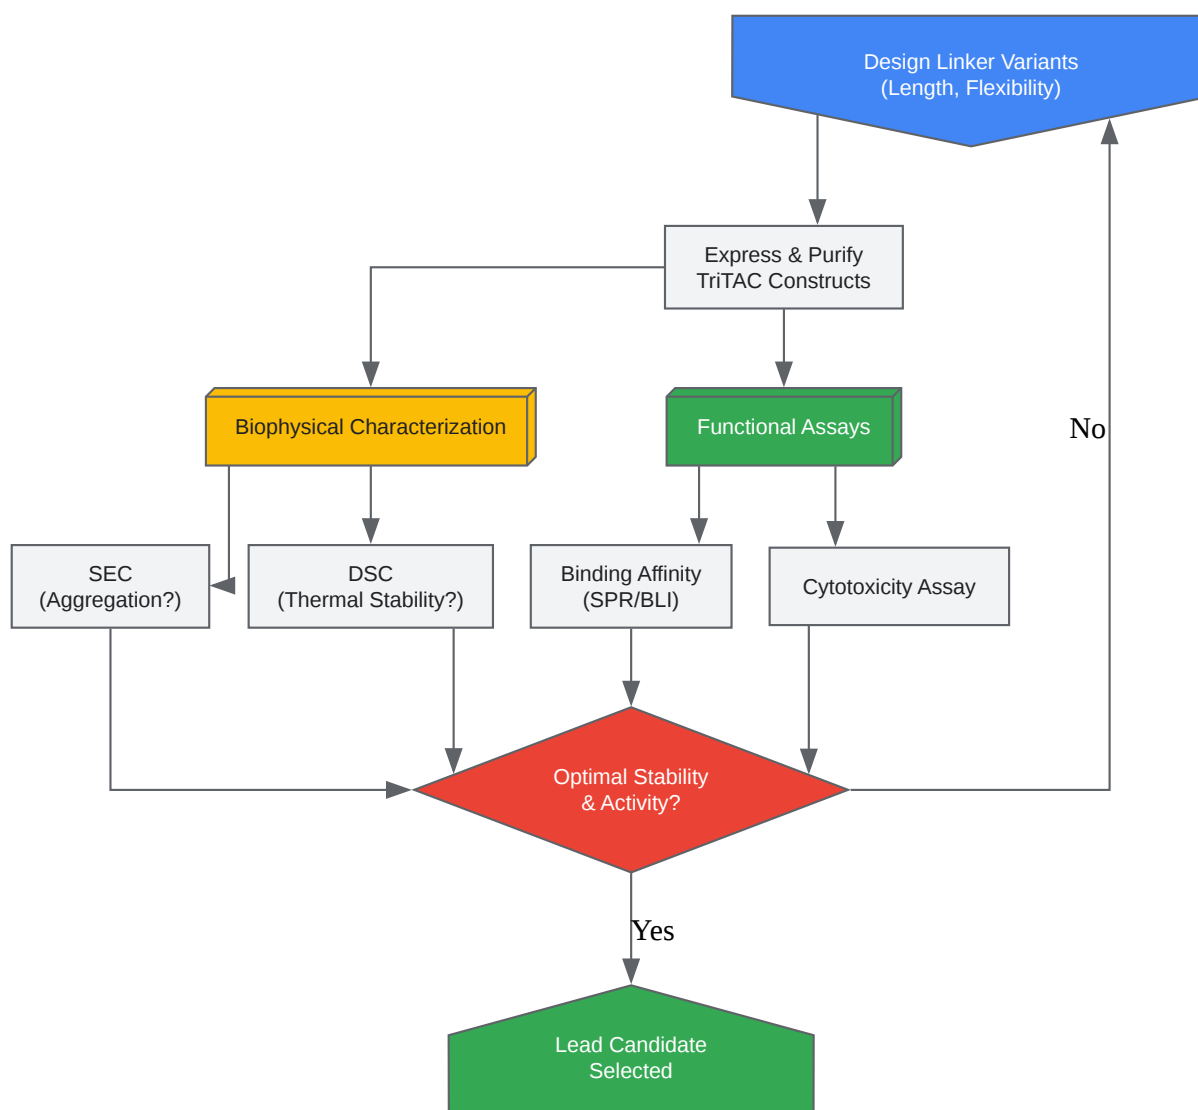 Design Linker Variants
(Length, Flexibility)
Express & Purify
TriTAC Constructs
Biophysical Characterization
Functional Assays
No
SEC
(Aggregation?)
DSC
(Thermal Stability?)
Binding Affinity
(SPR/BLI)
Cytotoxicity Assay
Optimal Stability
& Activity?
Yes
Lead Candidate
Selected